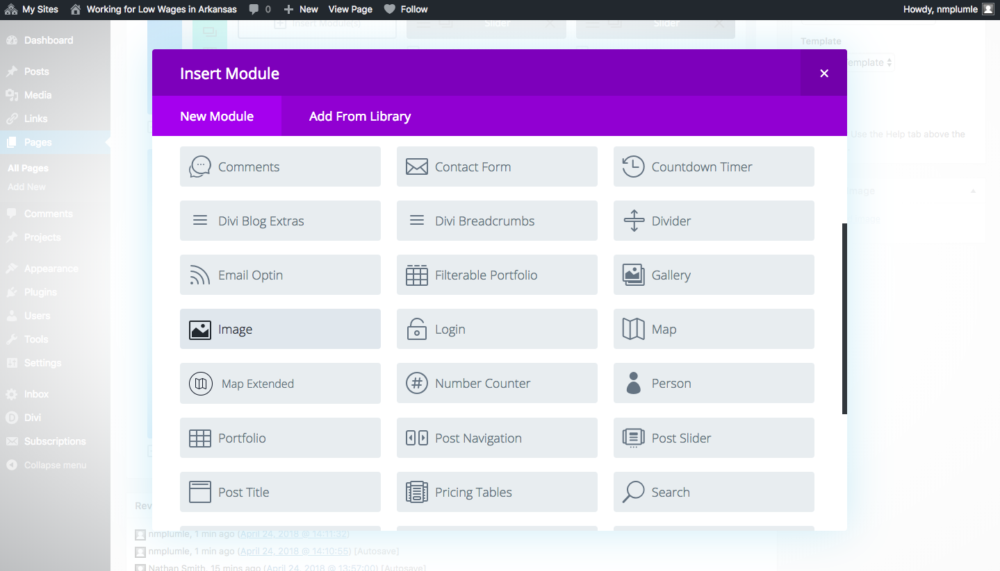 My Sites Working for Low Wages in Arkansas 0 New View Page Follow Howdy, nmplumle
Dashboard
Posts
Media
Links
Pages
All Pages
Add New
Comments
Projects
Appearance
Plugins
Users
Tools
Settings
Inbox
Divi
Subscriptions
Collapse menu
Insert Module(s) Slider Slider
Template
emplate
Use the Help tab above the
mage
Insert Module
New Module Add From Library
Comments Contact Form Countdown Timer
Divi Blog Extras Divi Breadcrumbs Divider
Email Optin Filterable Portfolio Gallery
Image Login Map
Map Extended Number Counter Person
Portfolio Post Navigation Post Slider
Post Title Pricing Tables Search
Rev
nmplumle, 1 min ago (April 24, 2018 @ 14:11:32)
nmplumle, 1 min ago (April 24, 2018 @ 14:10:55) [Autosave]
Nathan Smith, 15 mins ago (April 24, 2018 @ 13:57:00) [Autosave]